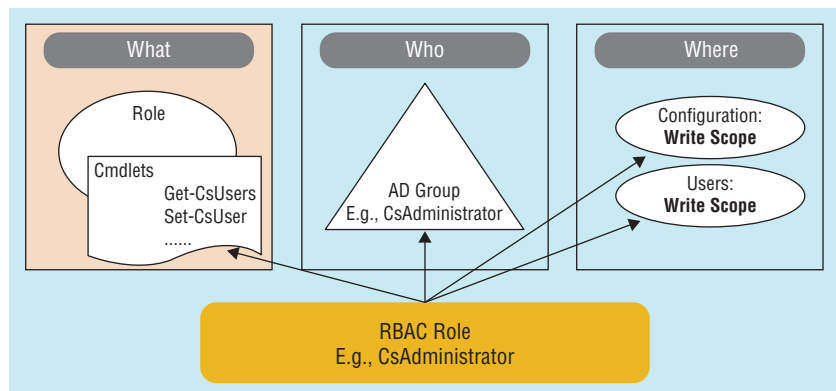 What
Role
Cmdlets
Get-CsUsers
Set-CsUser
......
Who
AD Group
E.g., CsAdministrator
Where
Configuration:
Write Scope
Users:
Write Scope
RBAC Role
E.g., CsAdministrator